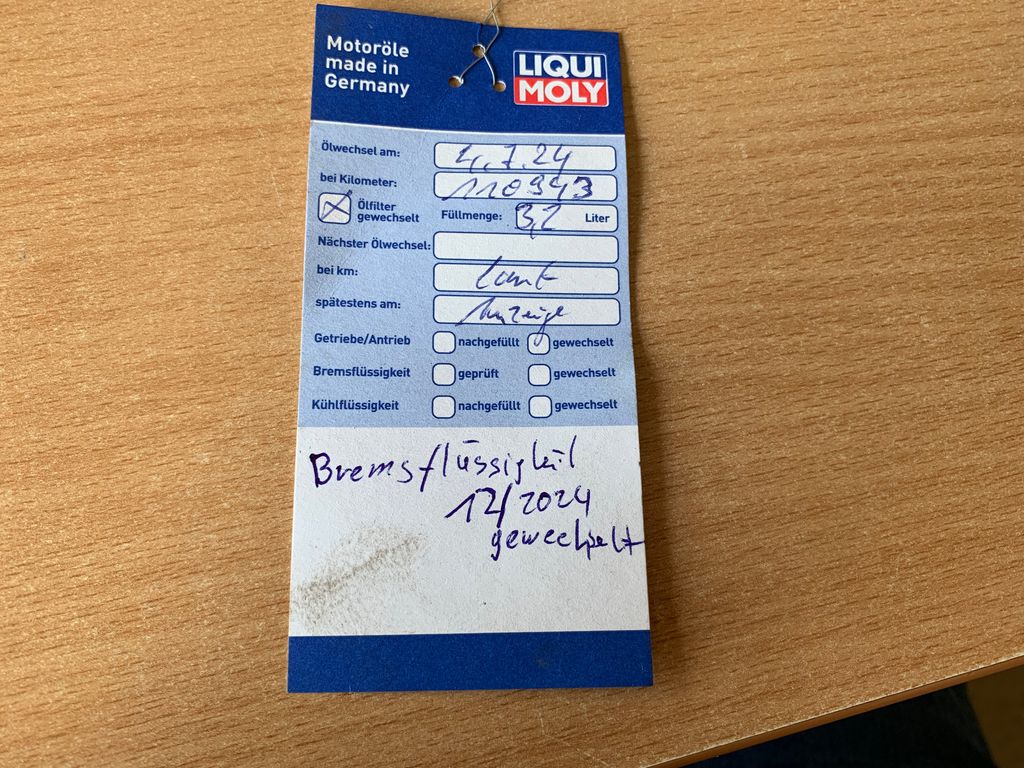 Motoröle
made in
Germany
LIQUI
MOLY
Ölwechsel am: 4.7.24
bei Kilometer: 110943
Ölfilter
gewechselt
Füllmenge: 3,2 Liter
Nächster Ölwechsel:
bei km: laut
spätestens am: Anzeige
Getriebe/Antrieb nachgefüllt gewechselt
Bremsflüssigkeit geprüft gewechselt
Kühlflüssigkeit nachgefüllt gewechselt
Bremsflüssigkeit
12/2024
gewechselt